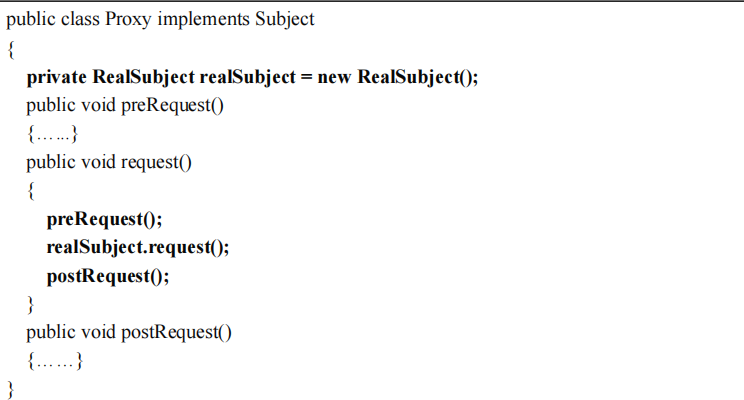 public class Proxy implements Subject
{
private RealSubject realSubject = new RealSubject();
public void preRequest()
{…...}
public void request()
{
preRequest();
realSubject.request();
postRequest();
}
public void postRequest()
{……}
}